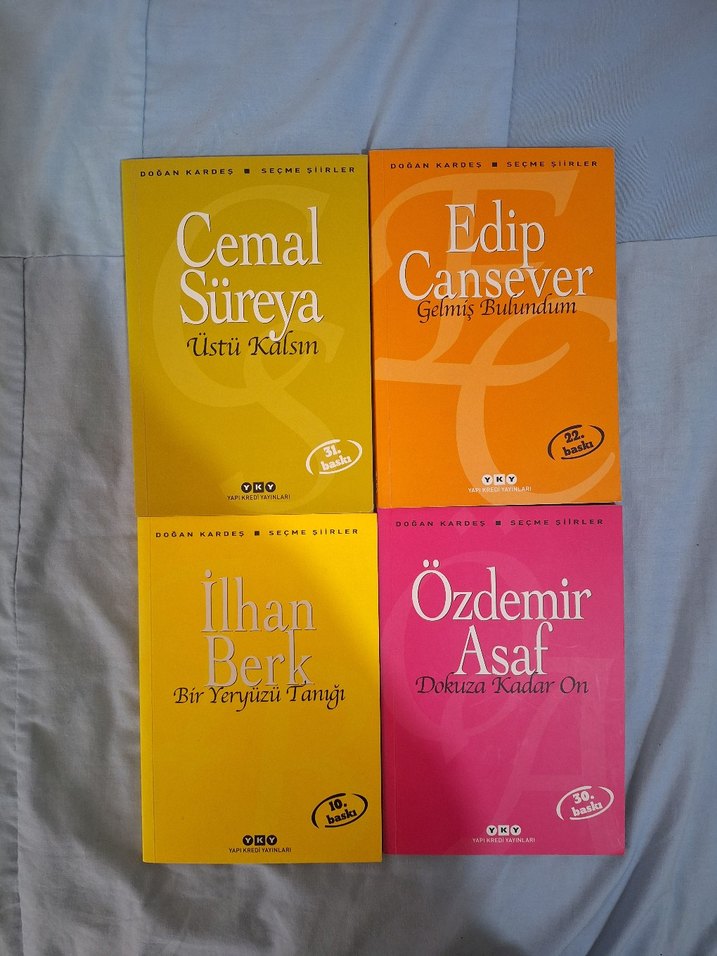 DOĞAN KARDEŞ ■ SEÇME ŞİİRLER
Cemal
Süreya
Üstü Kalsın
31.
baskı
YKY
YAPI KREDİ YAYINLARI
DOĞAN KARDEŞ ■ SEÇME ŞİİRLER
Edip
Cansever
Gelmiş Bulundum
22.
baskı
YKY
YAPI KREDİ YAYINLARI
DOĞAN KARDEŞ ■ SEÇME ŞİİRLER
İlhan
Berk
Bir Yeryüzü Tanığı
10.
baskı
YKY
YAPI KREDİ YAYINLARI
DOĞAN KARDEŞ ■ SEÇME ŞİİRLER
Özdemir
Asaf
Dokuza Kadar On
30.
baskı
YKY
YAPI KREDİ YAYINLARI